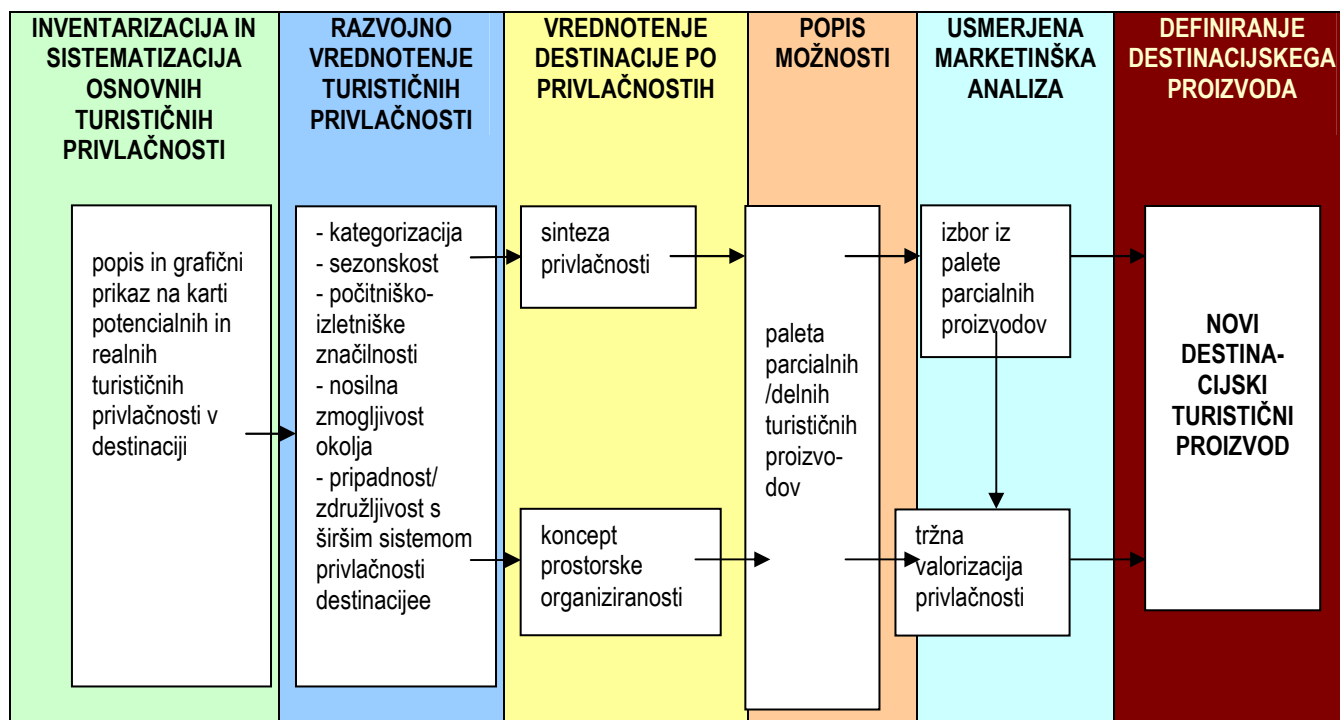 INVENTARIZACIJA IN
SISTEMATIZACIJA
OSNOVNIH
TURISTIČNIH
PRIVLAČNOSTI
RAZVOJNO
VREDNOTENJE
TURISTIČNIH
PRIVLAČNOSTI
VREDNOTENJE
DESTINACIJE PO
PRIVLAČNOSTIH
POPIS
MOŽNOSTI
USMERJENA
MARKETINŠKA
ANALIZA
DEFINIRANJE
DESTINACIJSKEGA
PROIZVODA
popis in grafični
prikaz na karti
potencialnih in
realnih
turističnih
privlačnosti v
destinaciji
- kategorizacija
- sezonskost
- počitniško-
izletniške
značilnosti
- nosilna
zmogljivost
okolja
- pripadnost/
združljivost s
širšim sistemom
privlačnosti
destinacijee
sinteza
privlačnosti
koncept
prostorske
organiziranosti
paleta
parcialnih
/delnih
turističnih
proizvo-
dov
izbor iz
palete
parcialnih
proizvodov
tržna
valorizacija
privlačnosti
NOVI
DESTINA-
CIJSKI
TURISTIČNI
PROIZVOD